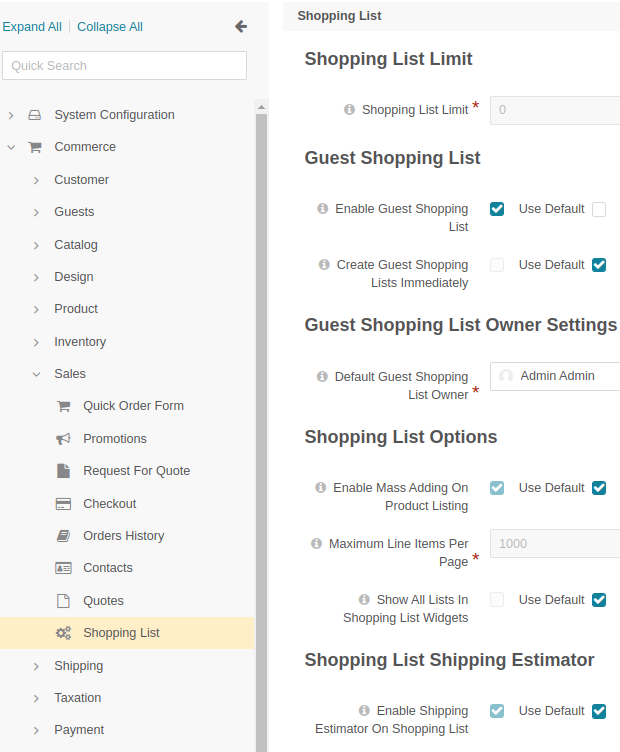 Expand All
Collapse All
Quick Search
System Configuration
Commerce
Customer
Guests
Catalog
Design
Product
Inventory
Sales
Quick Order Form
Promotions
Request For Quote
Checkout
Orders History
Contacts
Quotes
Shopping List
Shipping
Taxation
Payment
Shopping List
Shopping List Limit
Shopping List Limit *
0
Guest Shopping List
Enable Guest Shopping
List
Use Default
Create Guest Shopping
Lists Immediately
Use Default
Guest Shopping List Owner Settings
Default Guest Shopping
List Owner *
Admin Admin
Shopping List Options
Enable Mass Adding On
Product Listing
Use Default
Maximum Line Items Per
Page *
1000
Show All Lists In
Shopping List Widgets
Use Default
Shopping List Shipping Estimator
Enable Shipping
Estimator On Shopping List
Use Default